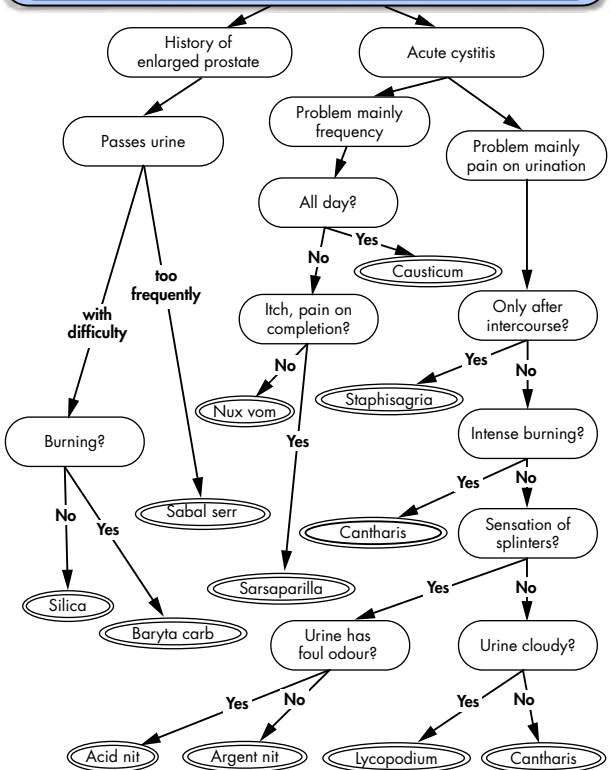 History of
enlarged prostate
Acute cystitis
Problem mainly
frequency
Passes urine
Problem mainly
pain on urination
All day?
Yes
No
Causticum
too
frequently
with
difficulty
Itch, pain on
completion?
Only after
intercourse?
No
Yes
No
Nux vom
Staphisagria
Burning?
Yes
Intense burning?
Yes
No
Sabal serr
Cantharis
Sensation of
splinters?
No
Yes
Sarsaparilla
Yes
No
Silica
Baryta carb
Urine has
foul odour?
Urine cloudy?
Yes
No
Yes
No
Acid nit
Argent nit
Lycopodium
Cantharis